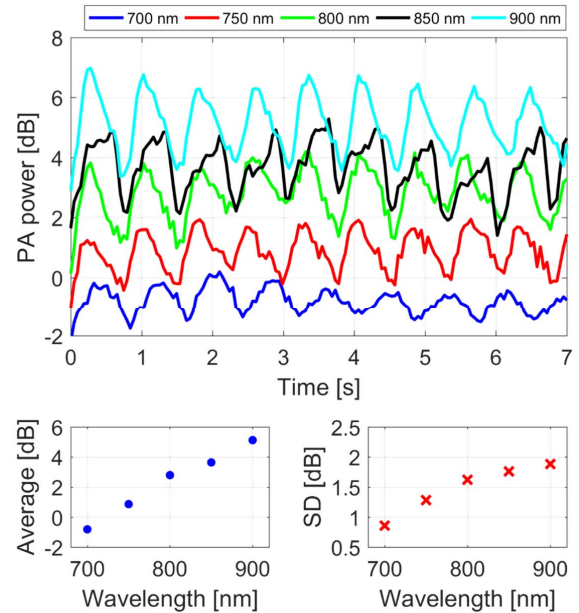 700 nm 750 nm 800 nm 850 nm 900 nm
PA power [dB]
8
6
4
2
0
-2
0 1 2 3 4 5 6 7
Time [s]
Average [dB]
6
4
2
0
-2
700 800 900
Wavelength [nm]
SD [dB]
2.5
2
1.5
1
0.5
700 800 900
Wavelength [nm]